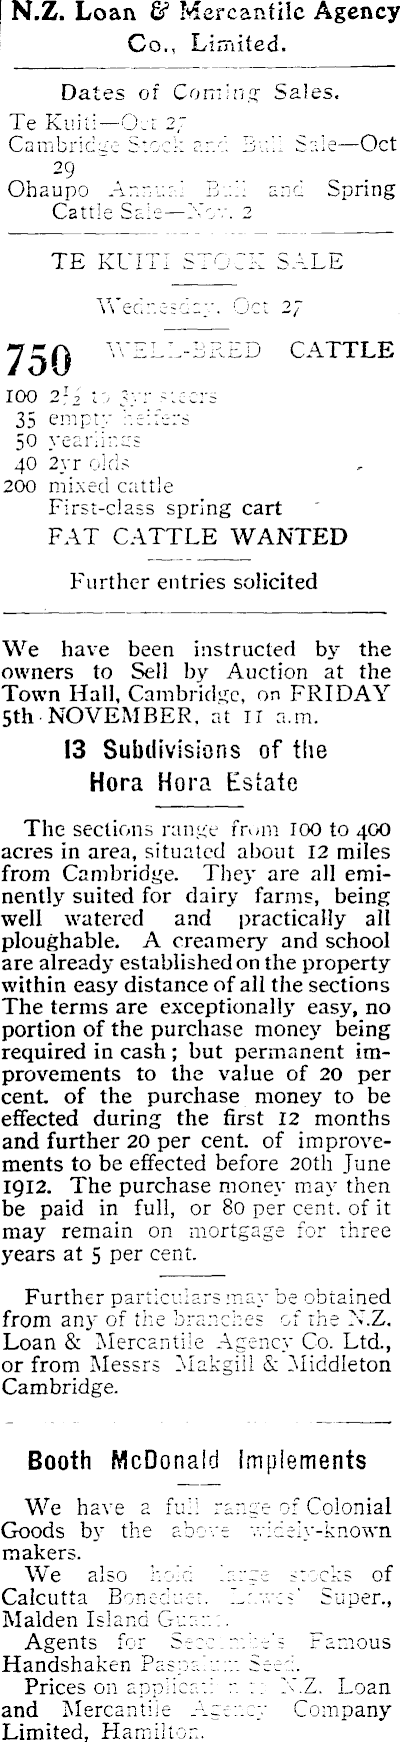 N.Z. Loan & Mercantile Agency
Co., Limited.
Dates of Coming Sales.
Te Kuiti—Oct 27
Cambridge Stock and Bull Sale—Oct
29
Ohaupo Annual Bull and Spring
Cattle Sale—Nov. 2
TE KUITI STOCK SALE
Wednesday, Oct 27
750 WELL-BRED CATTLE
100 2½ to 3yr steers
35 empty heifers
50 yearlings
40 2yr olds
200 mixed cattle
First-class spring cart
FAT CATTLE WANTED
Further entries solicited
We have been instructed by the
owners to Sell by Auction at the
Town Hall, Cambridge, on FRIDAY
5th NOVEMBER, at 11 a.m.
13 Subdivisions of the
Hora Hora Estate
The sections range from 100 to 400
acres in area, situated about 12 miles
from Cambridge. They are all emi-
nently suited for dairy farms, being
well watered and practically all
ploughable. A creamery and school
are already established on the property
within easy distance of all the sections
The terms are exceptionally easy, no
portion of the purchase money being
required in cash; but permanent im-
provements to the value of 20 per
cent. of the purchase money to be
effected during the first 12 months
and further 20 per cent. of improve-
ments to be effected before 20th June
1912. The purchase money may then
be paid in full, or 80 per cent. of it
may remain on mortgage for three
years at 5 per cent.
Further particulars may be obtained
from any of the branches of the N.Z.
Loan & Mercantile Agency Co. Ltd.,
or from Messrs Makgill & Middleton
Cambridge.
Booth McDonald Implements
We have a full range of Colonial
Goods by the above widely-known
makers.
We also hold large stocks of
Calcutta Bonedust, Lawes' Super.,
Malden Island Guano.
Agents for Seccombe's Famous
Handshaken Paspalum Seed.
Prices on application to N.Z. Loan
and Mercantile Agency Company
Limited, Hamilton.